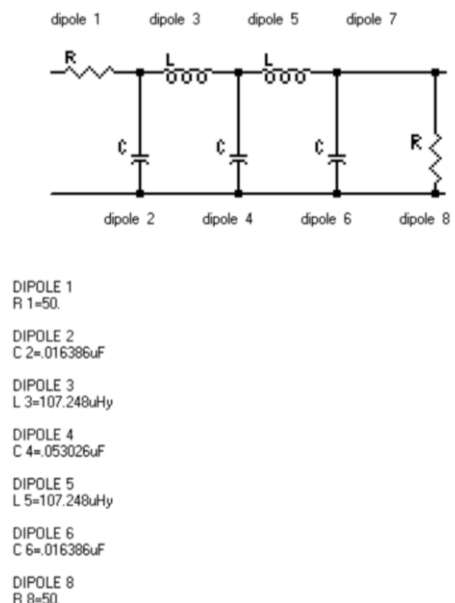 dipole 1 dipole 3 dipole 5 dipole 7
R L L
C C C R
dipole 2 dipole 4 dipole 6 dipole 8
DIPOLE 1
R 1=50.
DIPOLE 2
C 2=.016386uF
DIPOLE 3
L 3=107.248uHy
DIPOLE 4
C 4=.053026uF
DIPOLE 5
L 5=107.248uHy
DIPOLE 6
C 6=.016386uF
DIPOLE 8
R 8=50.